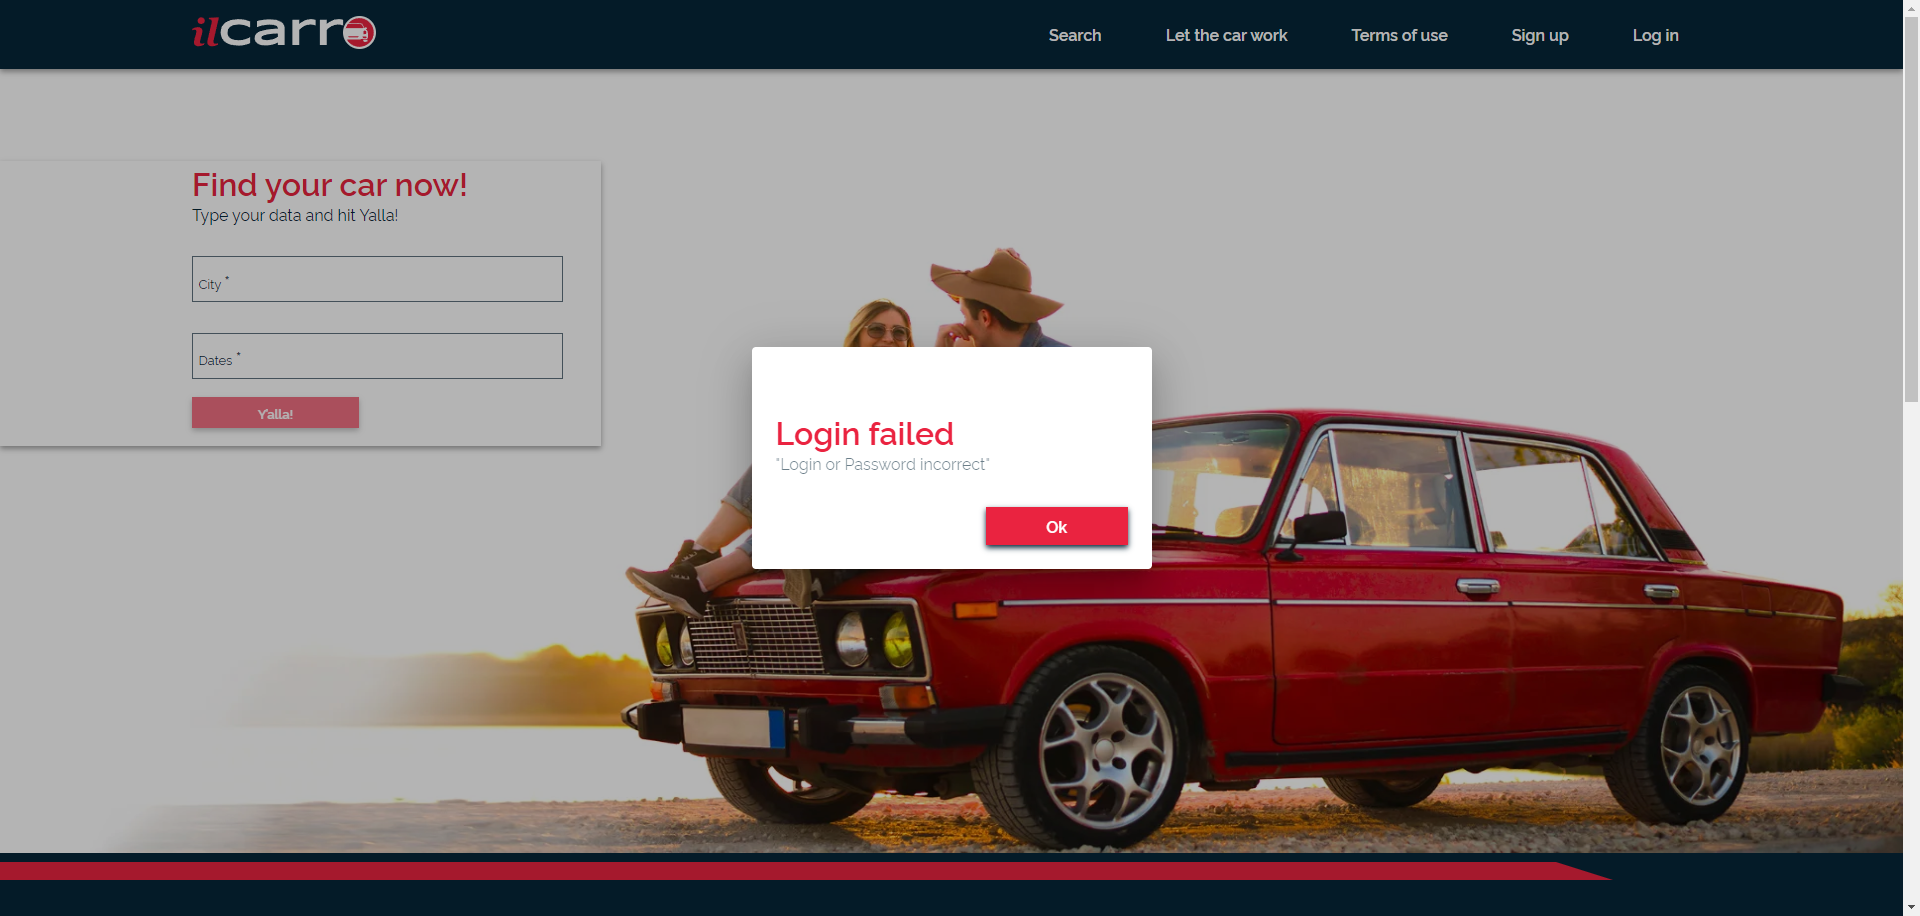 ilcarro
Search
Let the car work
Terms of use
Sign up
Log in
Find your car now!
Type your data and hit Yalla!
City *
Dates *
Y'alla!
Login failed
"Login or Password incorrect"
Ok